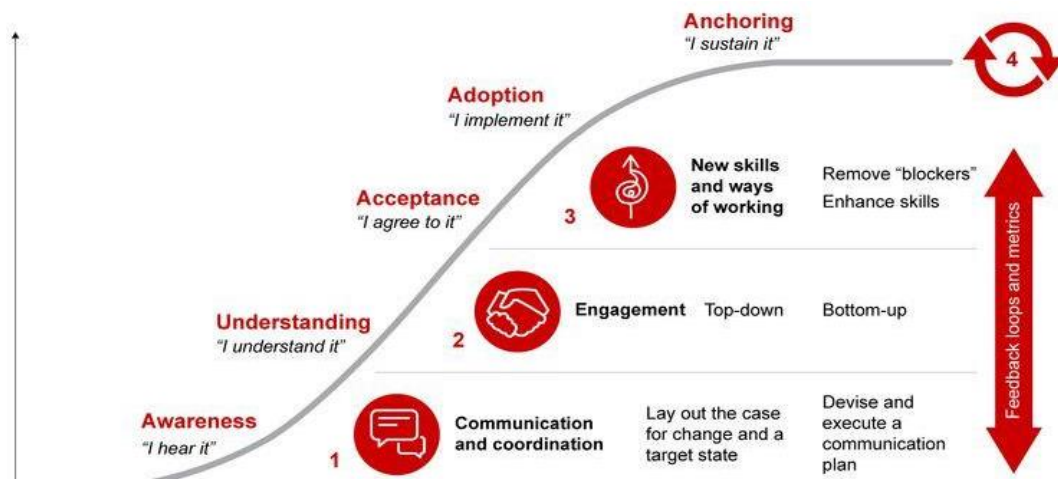 Anchoring
“I sustain it”
4
Adoption
“I implement it”
New skills
and ways
of working
Remove “blockers”
Enhance skills
3
Acceptance
“I agree to it”
Engagement
Top-down
Bottom-up
2
Understanding
“I understand it”
Feedback loops and metrics
Awareness
“I hear it”
Communication
and coordination
Lay out the case
for change and a
target state
Devise and
execute a
communication
plan
1